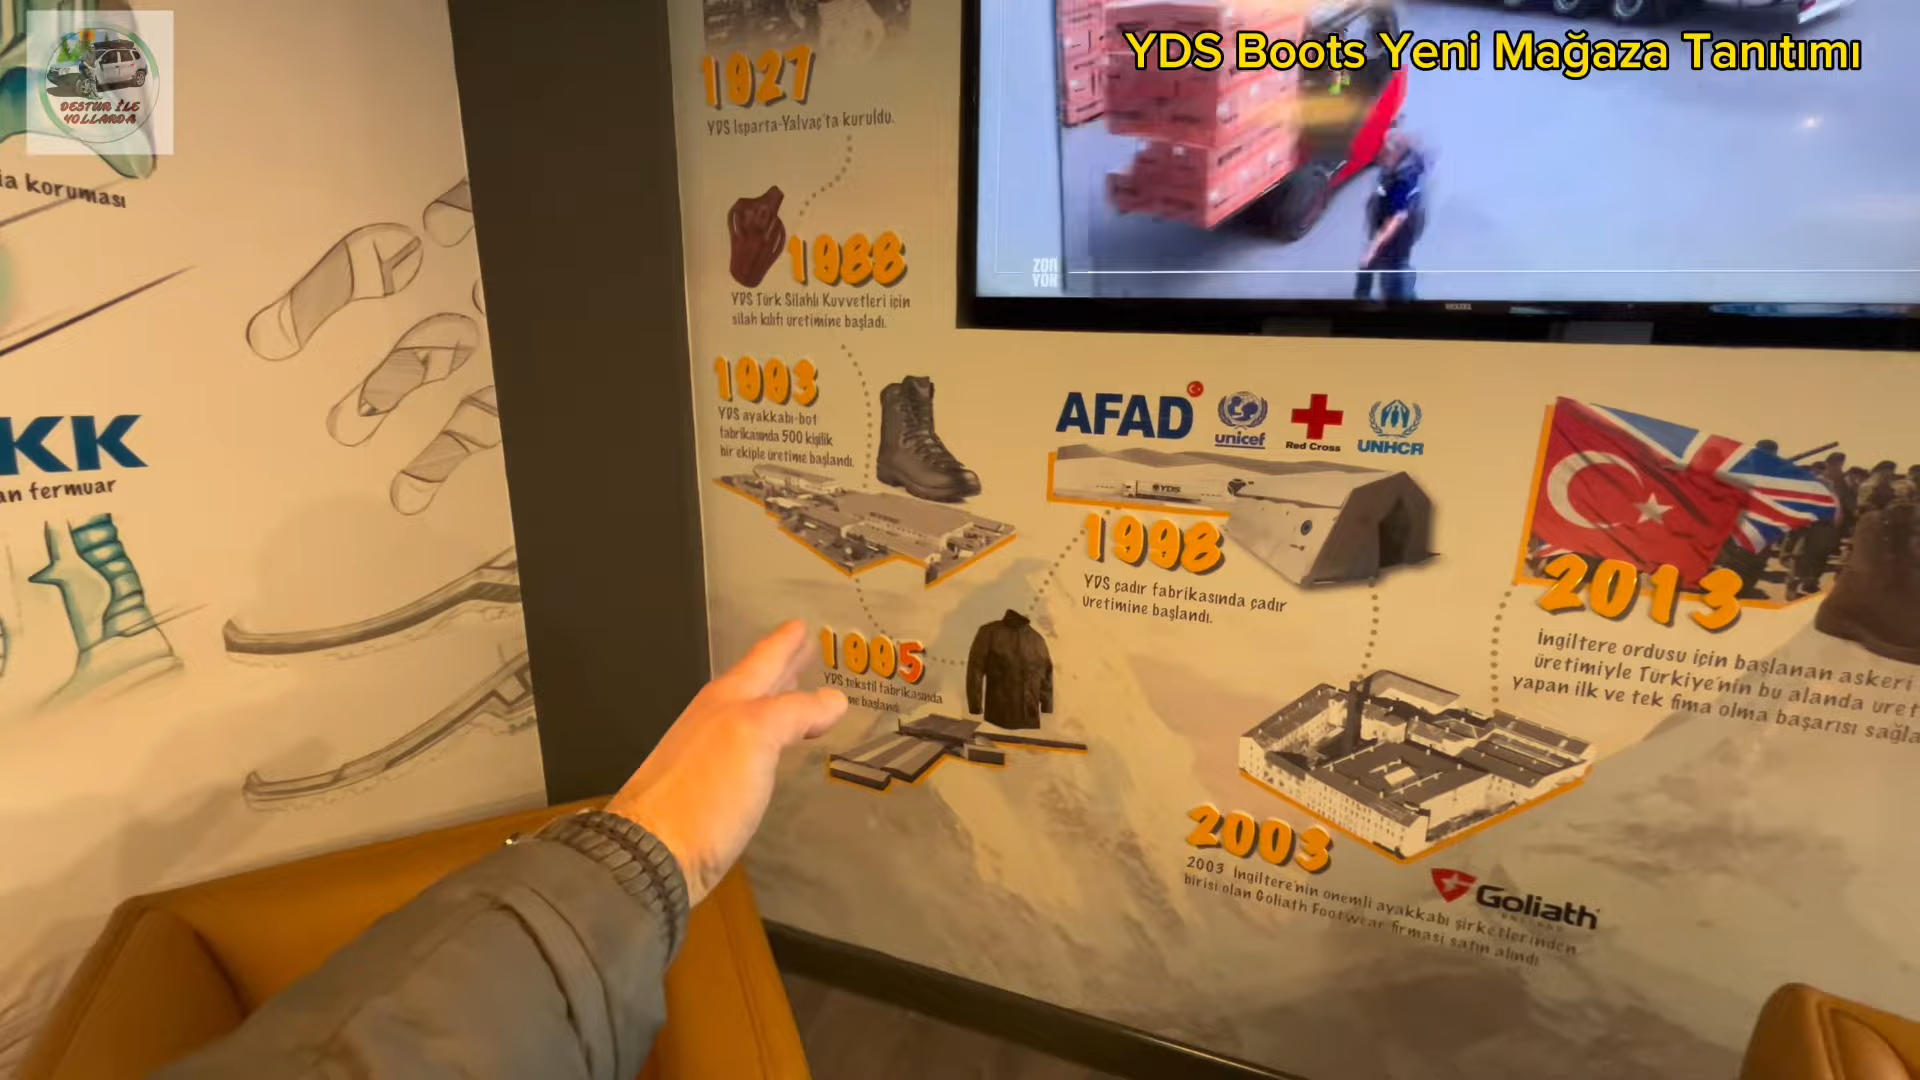 DESTUR İLE
YOLLARDA
YDS Boots Yeni Mağaza Tanıtımı
koruması
KK
fermuar
1927
YDS Isparta-Yalvaç'ta kuruldu.
1988
YDS Türk Silahlı Kuvvetleri için
silah kılıfı üretimine başladı.
1993
YDS ayakkabı-bot
fabrikasında 500 kişilik
bir ekiple üretime başlandı.
1995
YDS tekstil fabrikasında
başlandı
AFAD
unicef
Red Cross
UNHCR
YDS
1998
YDS çadır fabrikasında çadır
üretimine başlandı.
2003
2003 İngiltere'nin önemli ayakkabı şirketlerinden
birisi olan Goliath Footwear firması satın alındı
Goliath
2013
İngiltere ordusu için başlanan askeri
üretimiyle Türkiye'nin bu alanda
yapan ilk ve tek fima olma başarısı
ZOR
YOK